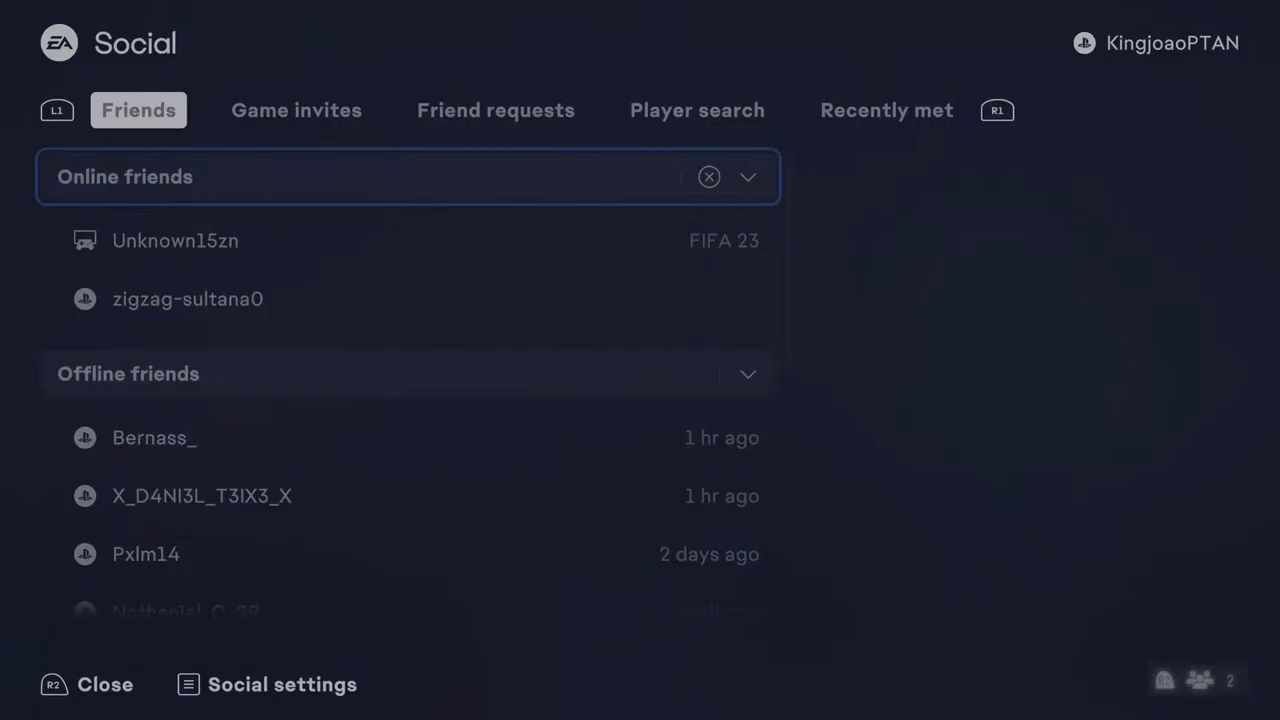 EA Social
KingjoaoPTAN
L1 Friends Game invites Friend requests Player search Recently met R1
Online friends
Unknown15zn FIFA 23
zigzag-sultana0
Offline friends
Bernass_ 1 hr ago
X_D4NI3L_T3IX3_X 1 hr ago
Pxlm14 2 days ago
R2 Close Social settings
R2 2